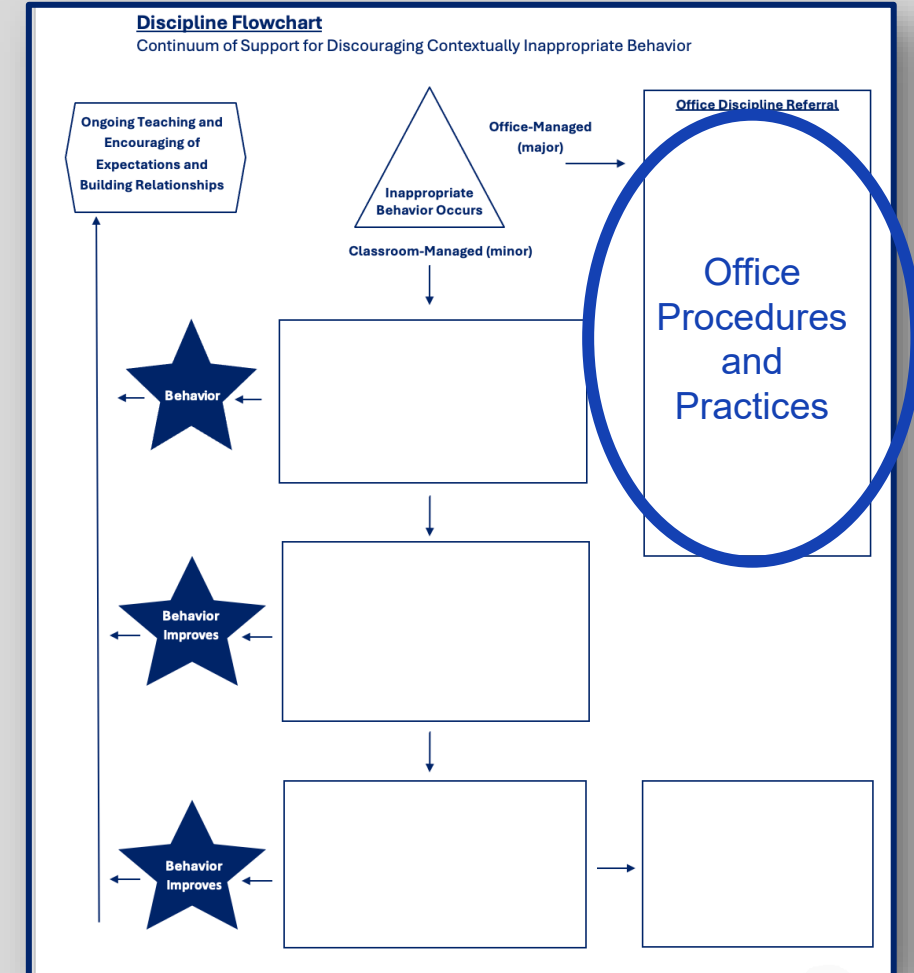 Discipline Flowchart
Continuum of Support for Discouraging Contextually Inappropriate Behavior
Ongoing Teaching and
Encouraging of
Expectations and
Building Relationships
Inappropriate
Behavior Occurs
Office-Managed
(major)
Office Discipline Referral
Office
Procedures
and
Practices
Classroom-Managed (minor)
Behavior
Behavior
Improves
Behavior
Improves